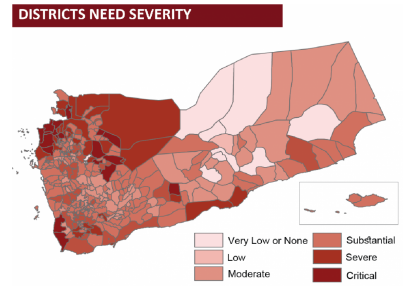 DISTRICTS NEED SEVERITY
Very Low or None
Low
Moderate
Substantial
Severe
Critical